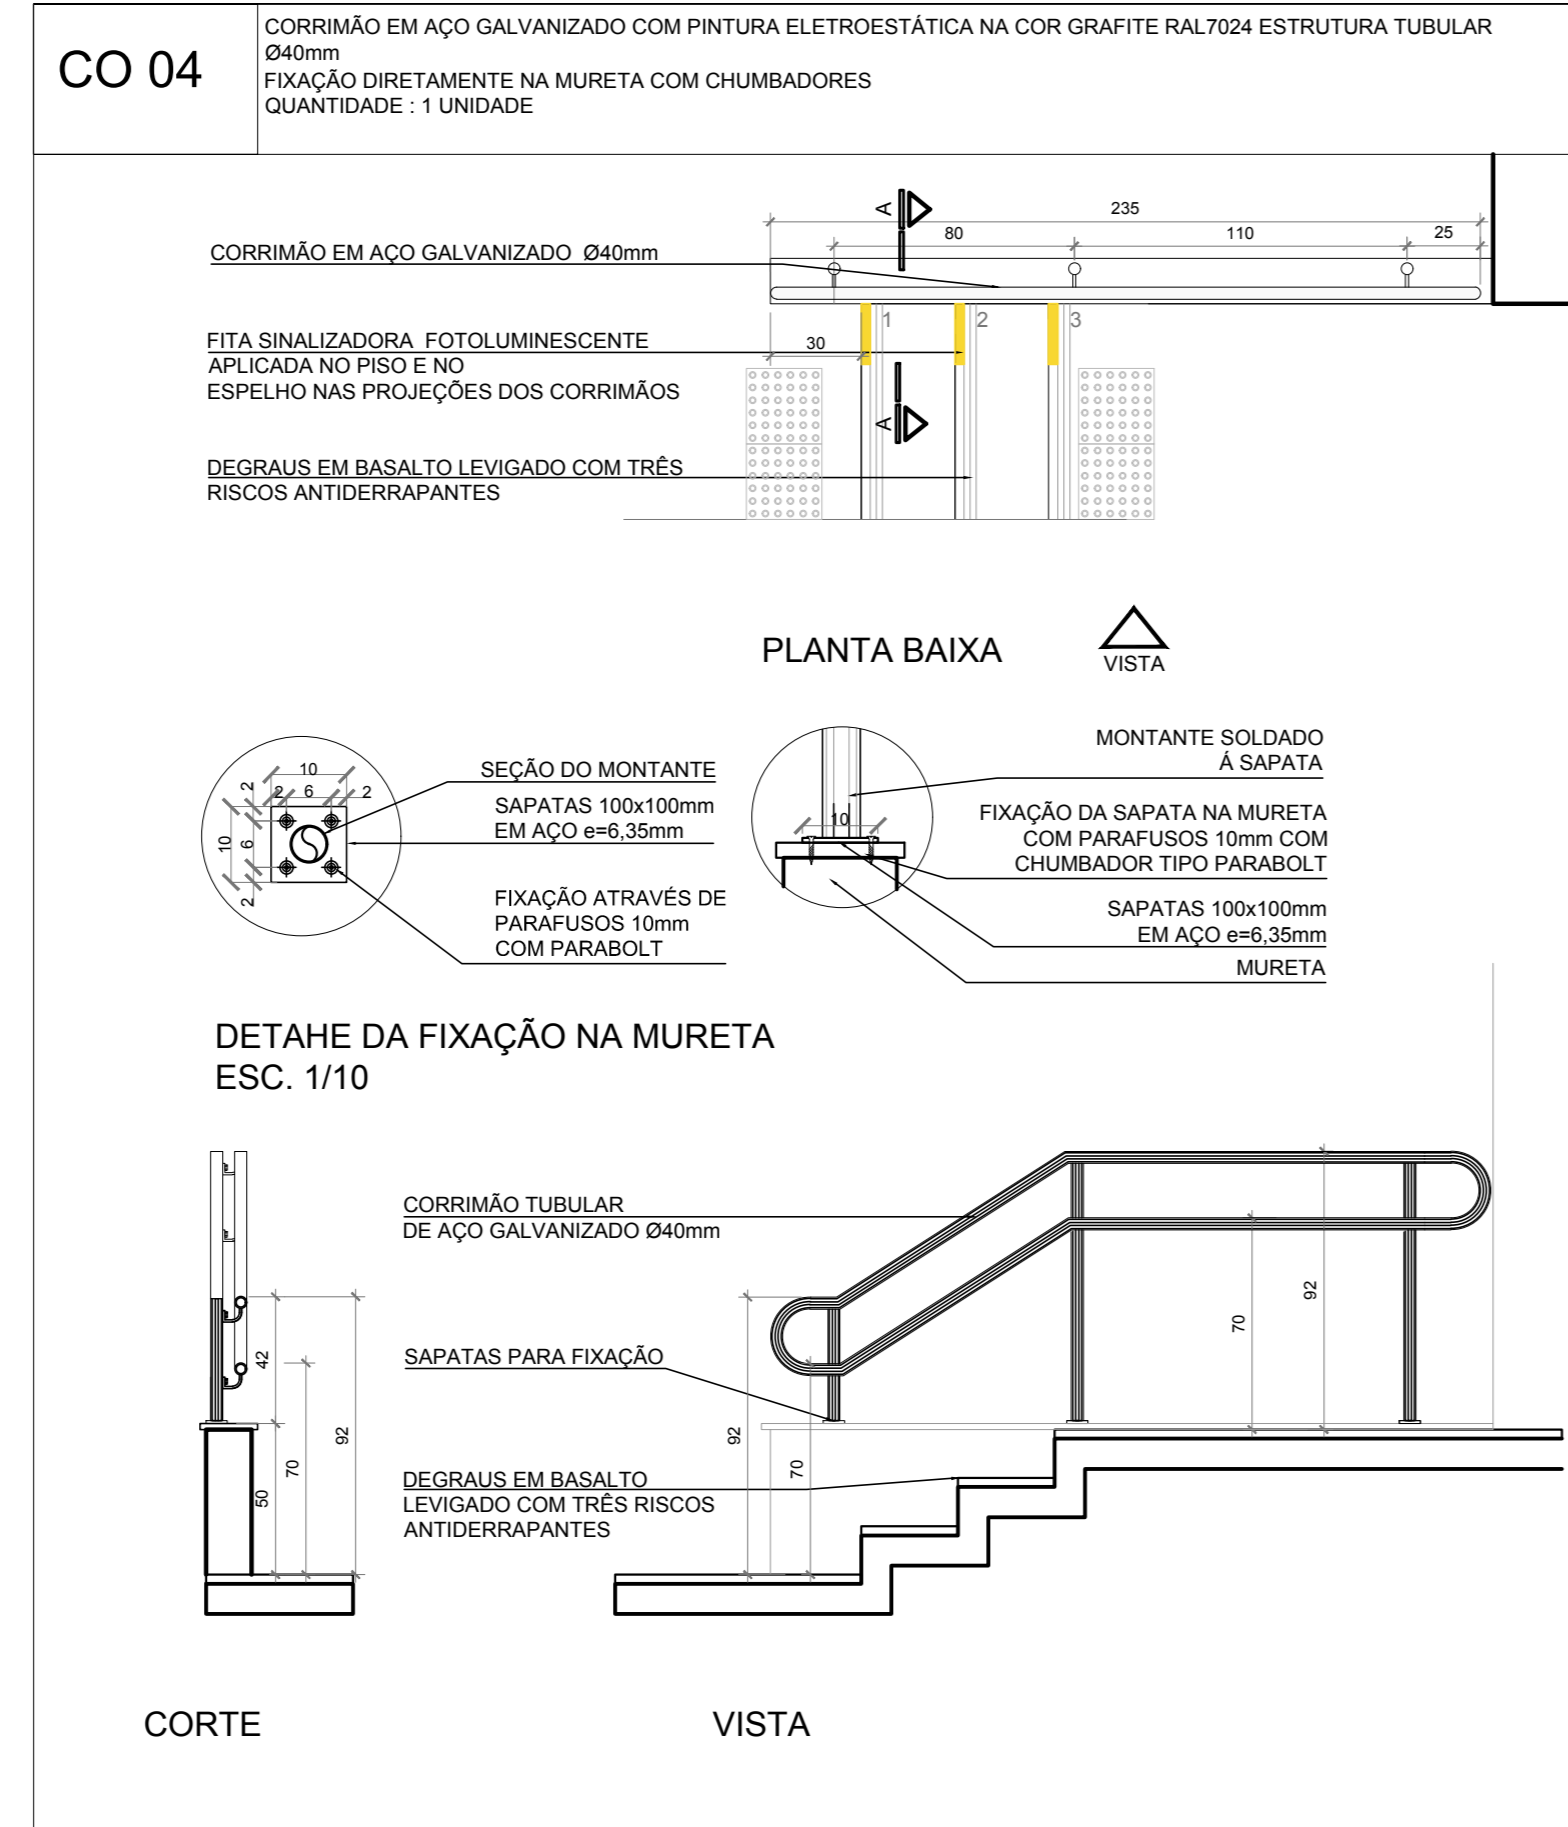 CO 04
CORRIMÃO EM AÇO GALVANIZADO COM PINTURA ELETROESTÁTICA NA COR GRAFITE RAL7024 ESTRUTURA TUBULAR
Ø40mm
FIXAÇÃO DIRETAMENTE NA MURETA COM CHUMBADORES
QUANTIDADE : 1 UNIDADE
A
235
80
110
25
CORRIMÃO EM AÇO GALVANIZADO Ø40mm
1
2
3
30
FITA SINALIZADORA FOTOLUMINESCENTE
APLICADA NO PISO E NO
ESPELHO NAS PROJEÇÕES DOS CORRIMÃOS
A
DEGRAUS EM BASALTO LEVIGADO COM TRÊS
RISCOS ANTIDERRAPANTES
PLANTA BAIXA
VISTA
10
2
6
2
2
10
6
2
SEÇÃO DO MONTANTE
SAPATAS 100x100mm
EM AÇO e=6,35mm
FIXAÇÃO ATRAVÉS DE
PARAFUSOS 10mm
COM PARABOLT
10
MONTANTE SOLDADO
Á SAPATA
FIXAÇÃO DA SAPATA NA MURETA
COM PARAFUSOS 10mm COM
CHUMBADOR TIPO PARABOLT
SAPATAS 100x100mm
EM AÇO e=6,35mm
MURETA
DETAHE DA FIXAÇÃO NA MURETA
ESC. 1/10
42
50
70
92
CORRIMÃO TUBULAR
DE AÇO GALVANIZADO Ø40mm
SAPATAS PARA FIXAÇÃO
DEGRAUS EM BASALTO
LEVIGADO COM TRÊS RISCOS
ANTIDERRAPANTES
92
70
70
92
CORTE
VISTA